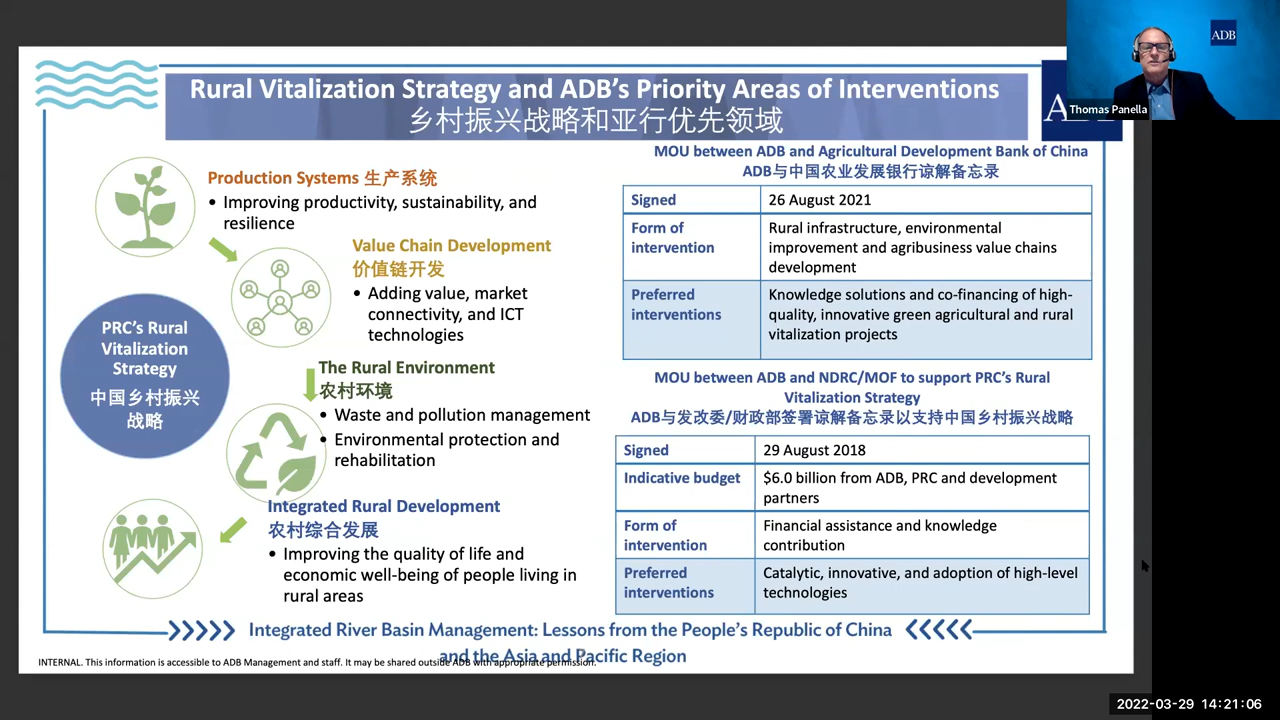 Rural Vitalization Strategy and ADB's Priority Areas of Interventions
乡村振兴战略和亚行优先领域
ADB
Thomas Panella
Production Systems 生产系统
• Improving productivity, sustainability, and
resilience
Value Chain Development
价值链开发
• Adding value, market
connectivity, and ICT
technologies
PRC's Rural
Vitalization
Strategy
中国乡村振兴
战略
The Rural Environment
农村环境
• Waste and pollution management
• Environmental protection and
rehabilitation
Integrated Rural Development
农村综合发展
• Improving the quality of life and
economic well-being of people living in
rural areas
MOU between ADB and Agricultural Development Bank of China
ADB与中国农业发展银行谅解备忘录
Signed 26 August 2021
Form of Rural infrastructure, environmental
intervention improvement and agribusiness value chains
development
Preferred Knowledge solutions and co-financing of high-
interventions quality, innovative green agricultural and rural
vitalization projects
MOU between ADB and NDRC/MOF to support PRC's Rural
Vitalization Strategy
ADB与发改委/财政部签署谅解备忘录以支持中国乡村振兴战略
Signed 29 August 2018
Indicative budget $6.0 billion from ADB, PRC and development
partners
Form of Financial assistance and knowledge
intervention contribution
Preferred Catalytic, innovative, and adoption of high-level
interventions technologies
Integrated River Basin Management: Lessons from the People's Republic of China
and the Asia and Pacific Region
INTERNAL. This information is accessible to ADB Management and staff. It may be shared outside ADB with appropriate permission.
2022-03-29 14:21:06